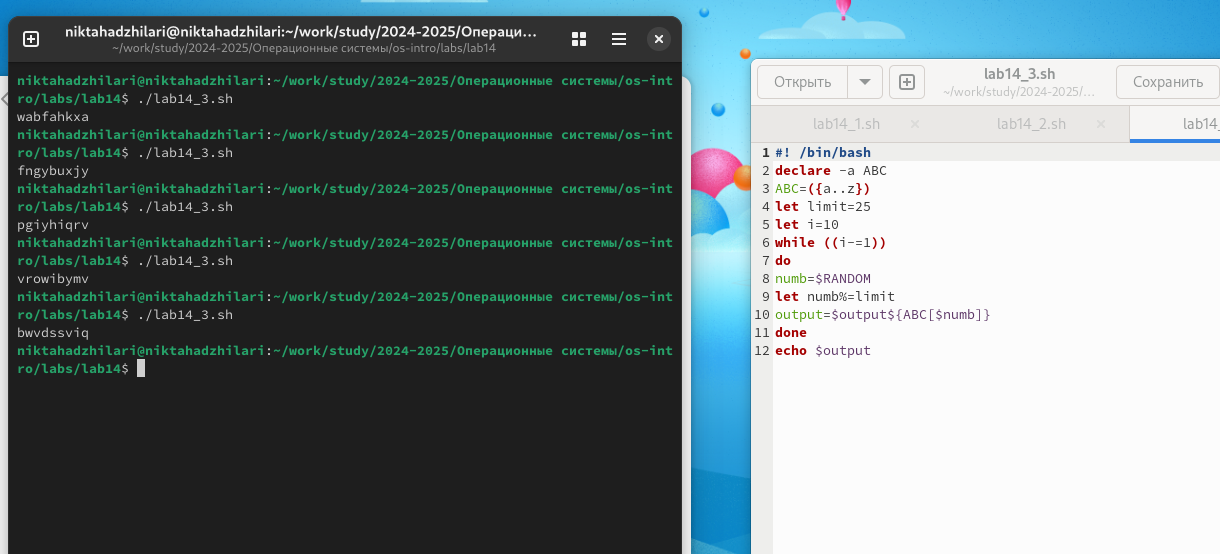 niktahadzhilari@niktahadzhilari:~/work/study/2024-2025/Операци...
~/work/study/2024-2025/Операционные системы/os-intro/labs/lab14
niktahadzhilari@niktahadzhilari:~/work/study/2024-2025/Операционные системы/os-int
ro/labs/lab14$ ./lab14_3.sh
wabfahkxa
niktahadzhilari@niktahadzhilari:~/work/study/2024-2025/Операционные системы/os-int
ro/labs/lab14$ ./lab14_3.sh
fngybuxjy
niktahadzhilari@niktahadzhilari:~/work/study/2024-2025/Операционные системы/os-int
ro/labs/lab14$ ./lab14_3.sh
pgiyhiqrv
niktahadzhilari@niktahadzhilari:~/work/study/2024-2025/Операционные системы/os-int
ro/labs/lab14$ ./lab14_3.sh
vrowibymv
niktahadzhilari@niktahadzhilari:~/work/study/2024-2025/Операционные системы/os-int
ro/labs/lab14$ ./lab14_3.sh
bwvdssviq
niktahadzhilari@niktahadzhilari:~/work/study/2024-2025/Операционные системы/os-int
ro/labs/lab14$
Открыть
lab14_3.sh
~/work/study/2024-2025/...
Сохранить
lab14_1.sh
lab14_2.sh
lab14_
1 #! /bin/bash
2 declare -a ABC
3 ABC=({a..z})
4 let limit=25
5 let i=10
6 while ((i-=1))
7 do
8 numb=$RANDOM
9 let numb%=limit
10 output=$output${ABC[$numb]}
11 done
12 echo $output